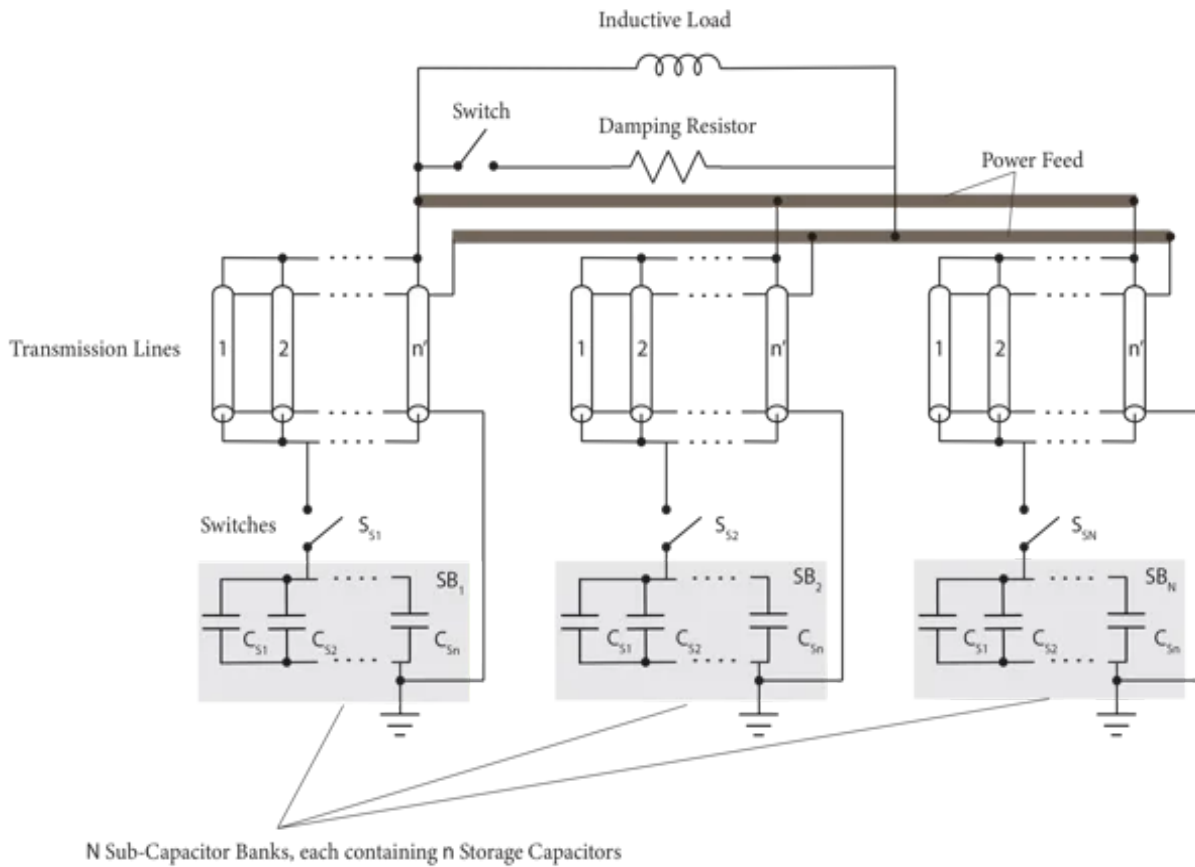 Inductive Load
Switch
Damping Resistor
Power Feed
Transmission Lines
1 2 n'
1 2 n'
1 2 n'
Switches
S_S1
S_S2
S_SN
SB_1
C_S1 C_S2 C_Sn
SB_2
C_S1 C_S2 C_Sn
SB_N
C_S1 C_S2 C_Sn
N Sub-Capacitor Banks, each containing n Storage Capacitors